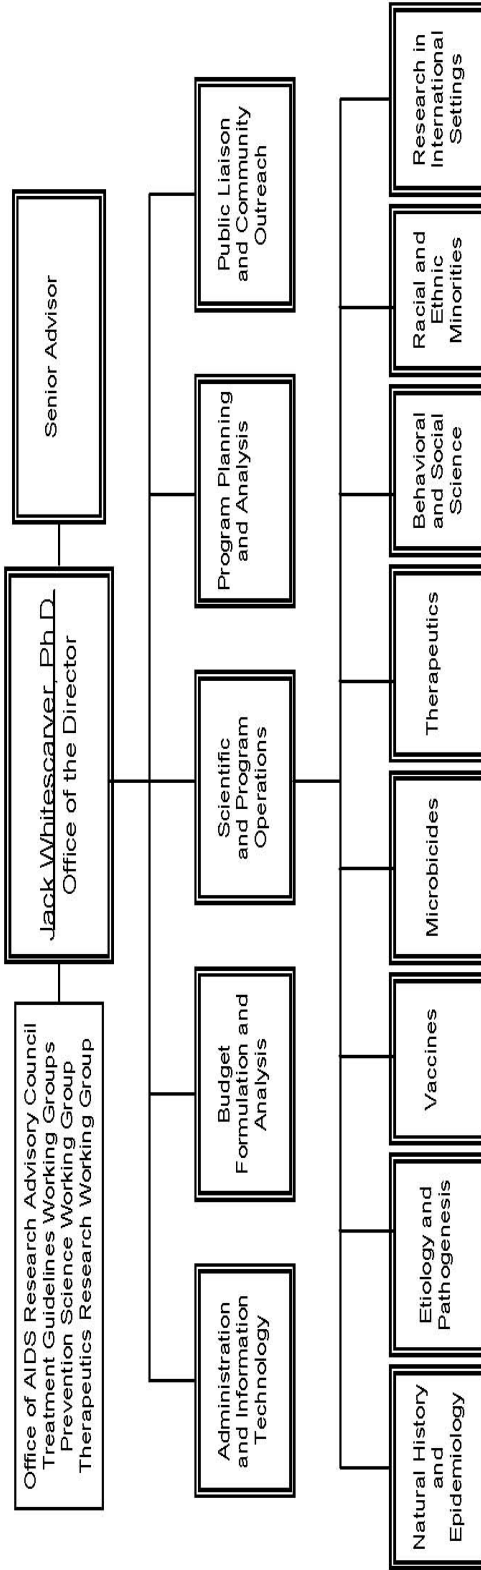 Office of AIDS Research Advisory Council
Treatment Guidelines Working Groups
Prevention Science Working Group
Therapeutics Research Working Group
Jack Whitescarver, Ph.D.
Office of the Director
Senior Advisor
Administration
and Information
Technology
Budget
Formulation and
Analysis
Scientific
and Program
Operations
Program Planning
and Analysis
Public Liaison
and Community
Outreach
Natural History
and
Epidemiology
Etiology and
Pathogenesis
Vaccines
Microbicides
Therapeutics
Behavioral
and Social
Science
Racial and
Ethnic
Minorities
Research in
International
Settings